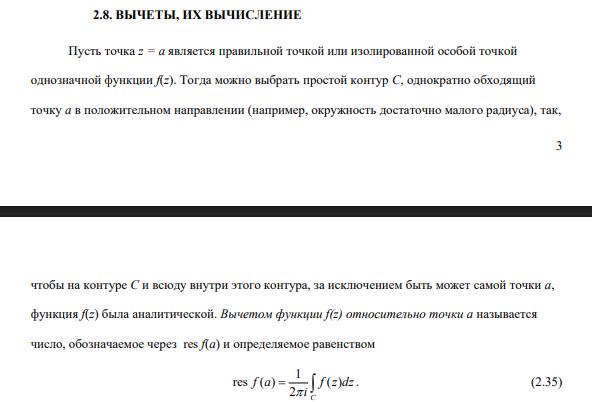 2.8. ВЫЧЕТЫ, ИХ ВЫЧИСЛЕНИЕ
Пусть точка z = a является правильной точкой или изолированной особой точкой
однозначной функции f(z). Тогда можно выбрать простой контур C, однократно обходящий
точку a в положительном направлении (например, окружность достаточно малого радиуса), так,
3
чтобы на контуре C и всюду внутри этого контура, за исключением быть может самой точки a,
функция f(z) была аналитической. Вычетом функции f(z) относительно точки a называется
число, обозначаемое через res f(a) и определяемое равенством
res f(a) = \frac{1}{2πi} ∫_C f(z)dz . (2.35)